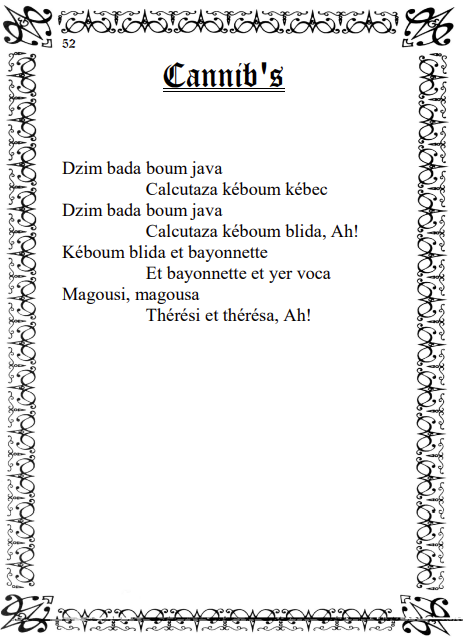 52
Cannib's
Dzim bada boum java
Calcutaza kéboum kébec
Dzim bada boum java
Calcutaza kéboum blida, Ah!
Kéboum blida et bayonnette
Et bayonnette et yer voca
Magousi, magousa
Thérési et thérésa, Ah!